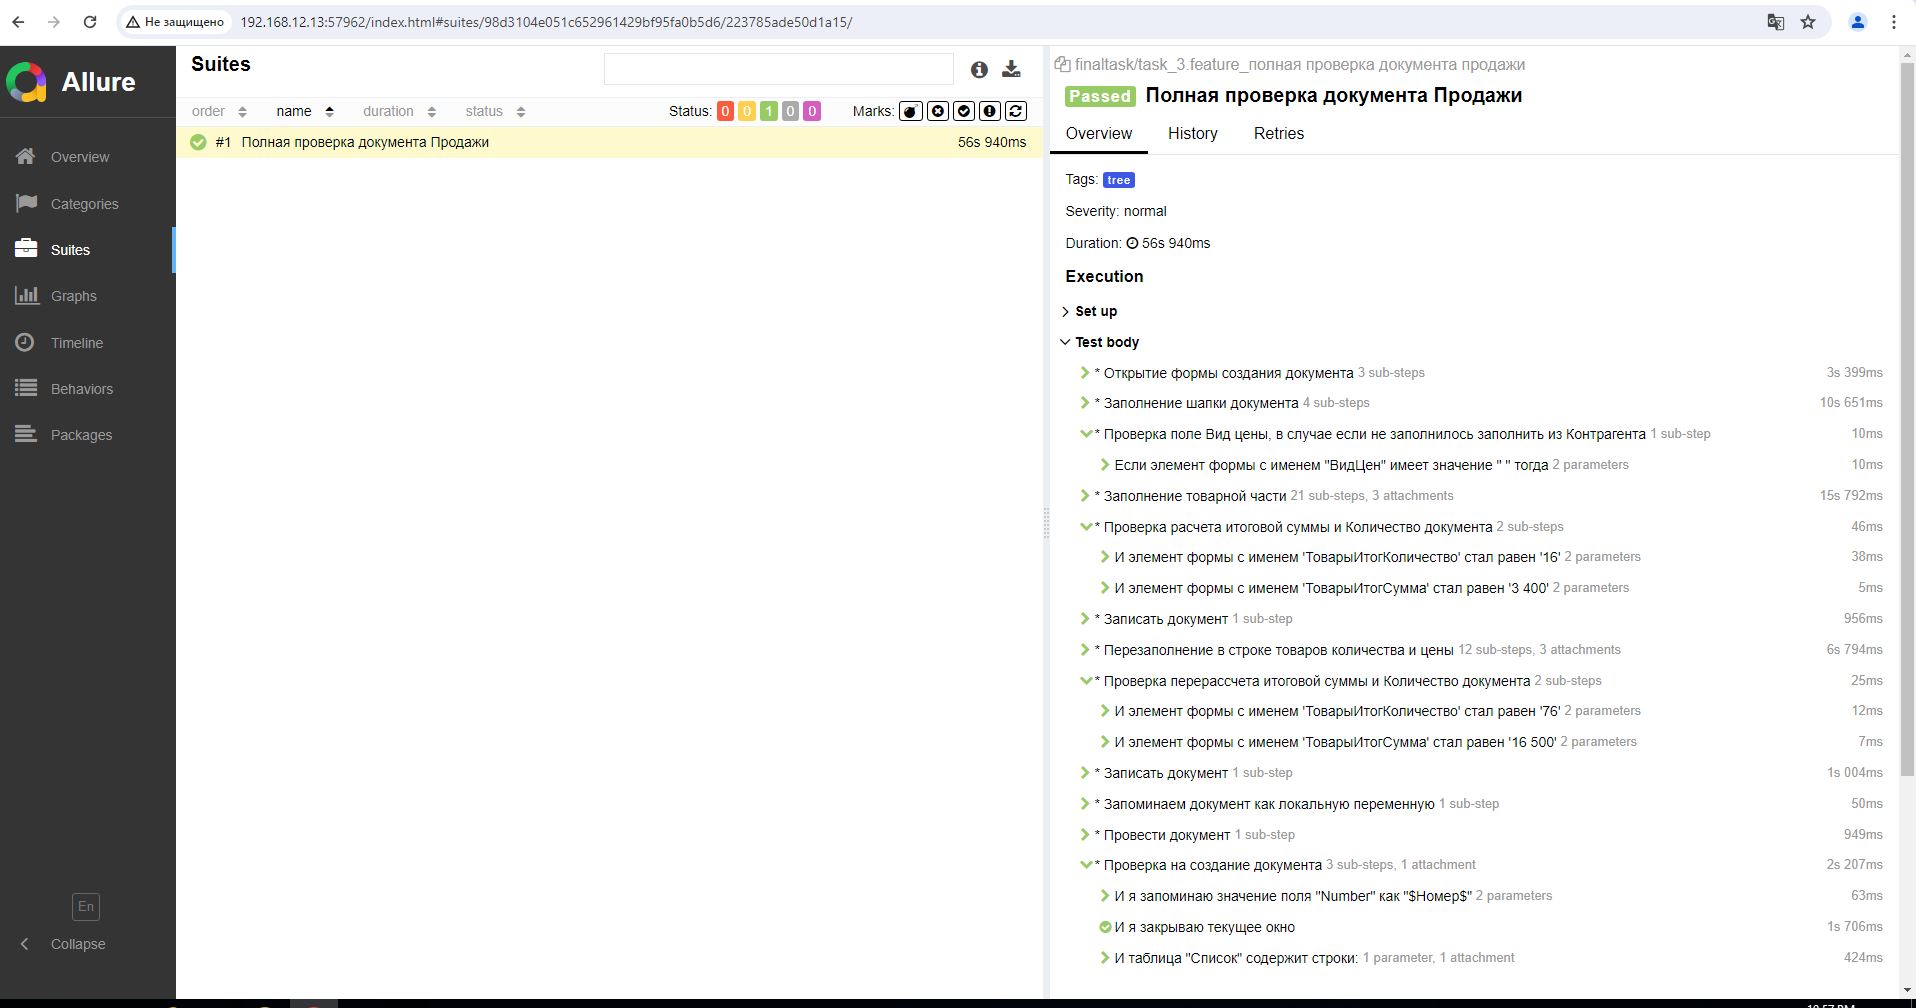 Не защищено
192.168.12.13:57962/index.html#suites/98d3104e051c652961429bf95fa0b5d6/223785ade50d1a15/
Allure
Overview
Categories
Suites
Graphs
Timeline
Behaviors
Packages
En
Collapse
Suites
order name duration status Status: 0 0 1 0 0 Marks:
#1 Полная проверка документа Продажи 56s 940ms
finaltask/task_3.feature_полная проверка документа продажи
Passed Полная проверка документа Продажи
Overview History Retries
Tags: tree
Severity: normal
Duration: 56s 940ms
Execution
Set up
Test body
* Открытие формы создания документа 3 sub-steps 3s 399ms
* Заполнение шапки документа 4 sub-steps 10s 651ms
* Проверка поле Вид цены, в случае если не заполнилось заполнить из Контрагента 1 sub-step 10ms
Если элемент формы с именем "ВидЦен" имеет значение " " тогда 2 parameters 10ms
* Заполнение товарной части 21 sub-steps, 3 attachments 15s 792ms
* Проверка расчета итоговой суммы и Количество документа 2 sub-steps 46ms
И элемент формы с именем 'ТоварыИтогКоличество' стал равен '16' 2 parameters 38ms
И элемент формы с именем 'ТоварыИтогСумма' стал равен '3 400' 2 parameters 5ms
* Записать документ 1 sub-step 956ms
* Перезаполнение в строке товаров количества и цены 12 sub-steps, 3 attachments 6s 794ms
* Проверка перерассчета итоговой суммы и Количество документа 2 sub-steps 25ms
И элемент формы с именем 'ТоварыИтогКоличество' стал равен '76' 2 parameters 12ms
И элемент формы с именем 'ТоварыИтогСумма' стал равен '16 500' 2 parameters 7ms
* Записать документ 1 sub-step 1s 004ms
* Запоминаем документ как локальную переменную 1 sub-step 50ms
* Провести документ 1 sub-step 949ms
* Проверка на создание документа 3 sub-steps, 1 attachment 2s 207ms
И я запоминаю значение поля "Number" как "$Номер$" 2 parameters 63ms
И я закрываю текущее окно 1s 706ms
И таблица "Список" содержит строки: 1 parameter, 1 attachment 424ms